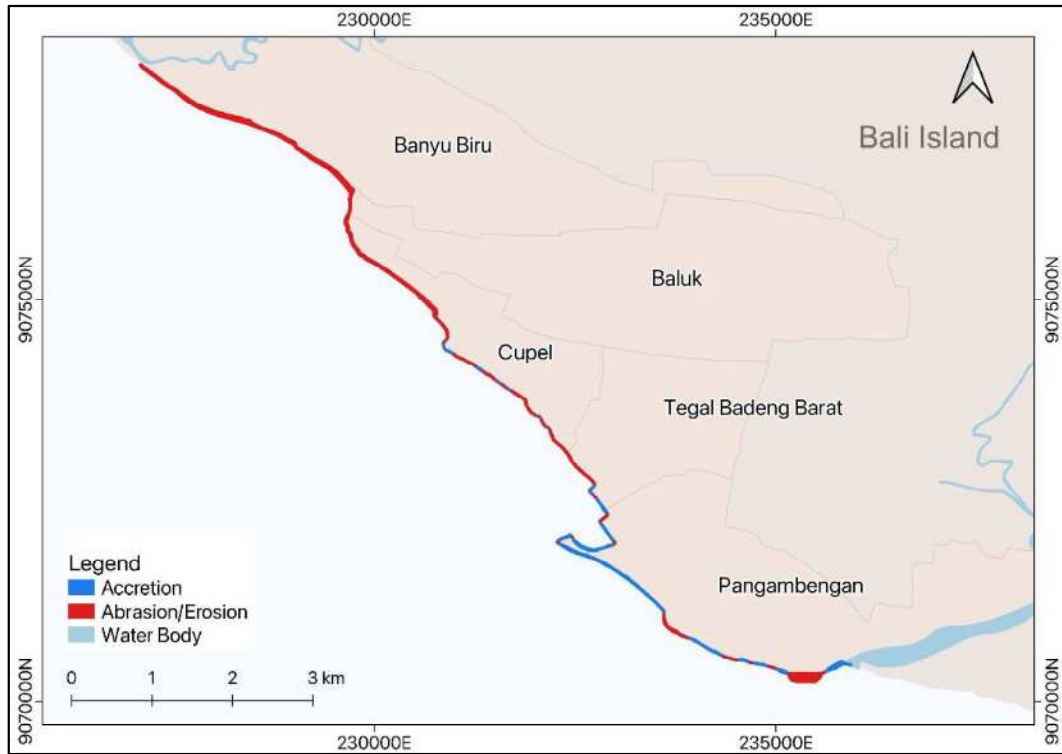 230000E
235000E
Bali Island
Banyu Biru
9075000N
9075000N
Baluk
Cupel
Tegal Badeng Barat
Legend
Accretion
Abrasion/Erosion
Water Body
Pangambengan
0 1 2 3 km
9070000N
9070000N
230000E
235000E